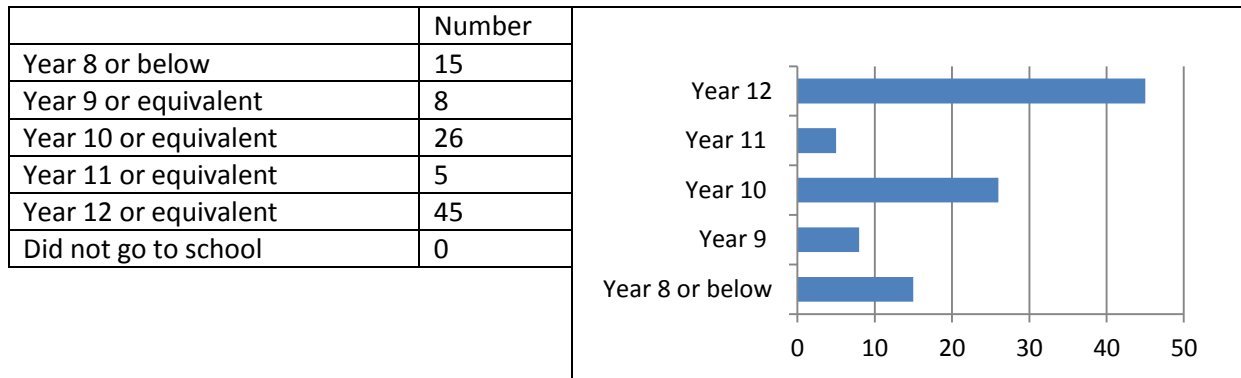 Number
Year 8 or below 15
Year 9 or equivalent 8
Year 10 or equivalent 26
Year 11 or equivalent 5
Year 12 or equivalent 45
Did not go to school 0
Year 12
Year 11
Year 10
Year 9
Year 8 or below
0 10 20 30 40 50